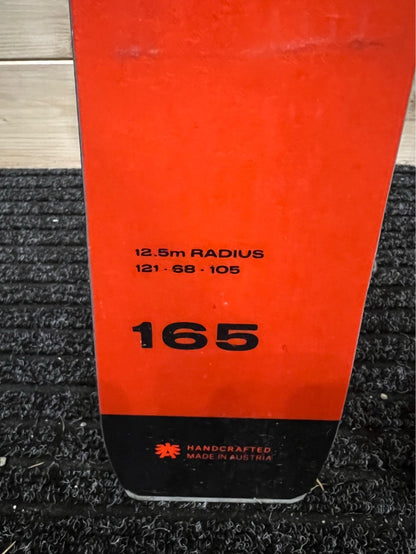 12.5m RADIUS
121 · 68 · 105
165
HANDCRAFTED
MADE IN AUSTRIA